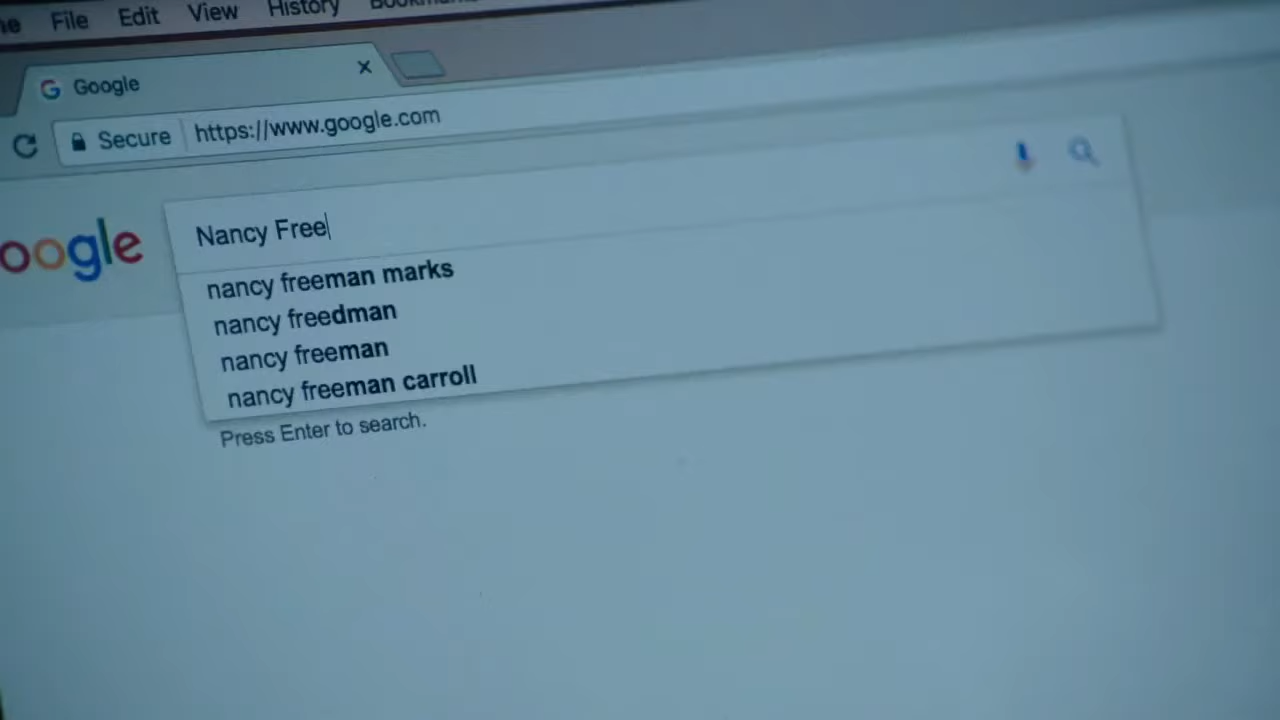 File Edit View History
Google
Secure https://www.google.com
oogle
Nancy Free
nancy freeman marks
nancy freedman
nancy freeman
nancy freeman carroll
Press Enter to search.